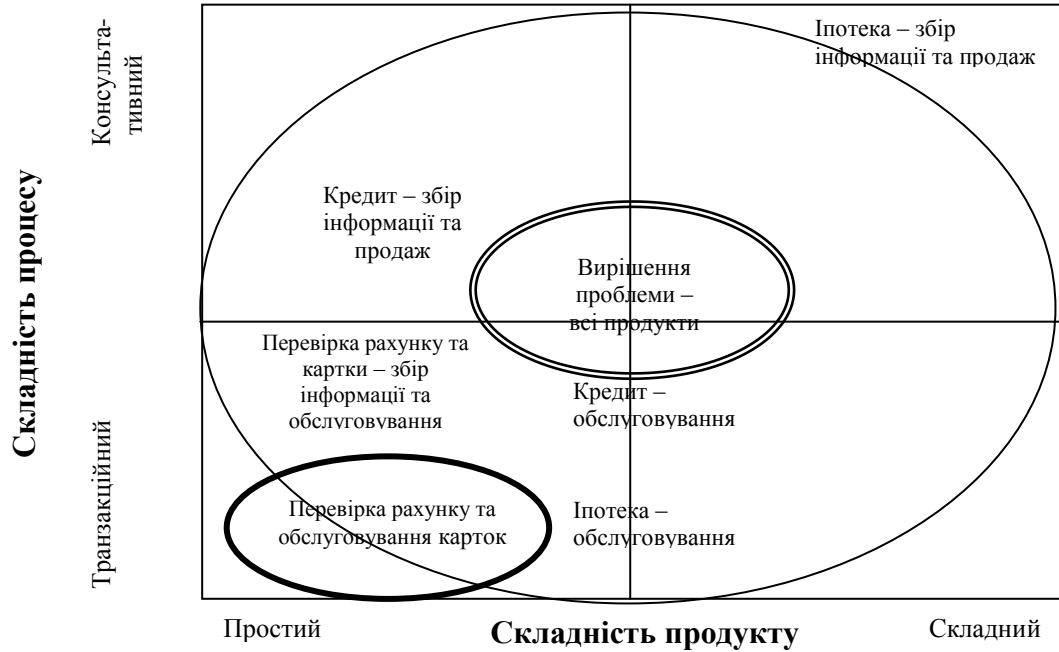 Складність процесу
Консульта-
тивний
Транзакційний
Іпотека – збір
інформації та продаж
Кредит – збір
інформації та
продаж
Вирішення
проблеми –
всі продукти
Перевірка рахунку та
картки – збір
інформації та
обслуговування
Кредит –
обслуговування
Перевірка рахунку та
обслуговування карток
Іпотека –
обслуговування
Простий
Складність продукту
Складний